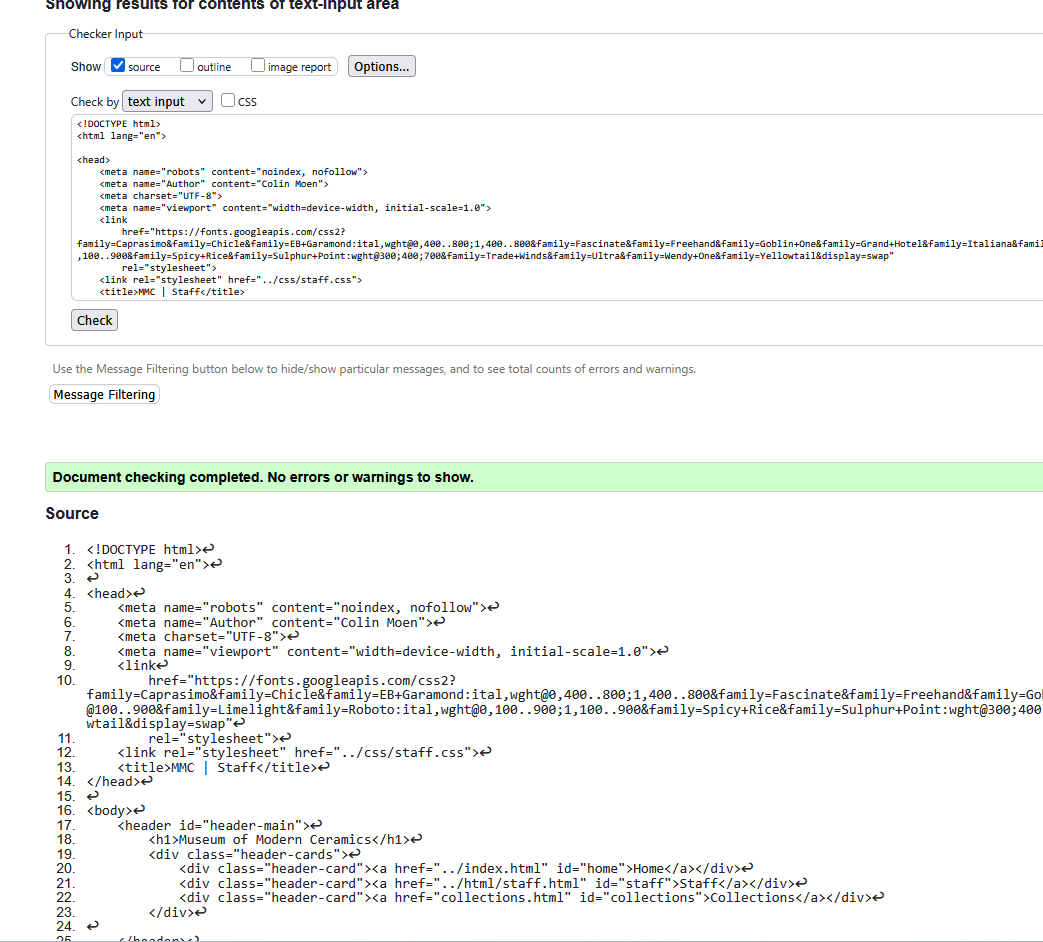 Showing results for contents of text-input area
Checker Input
Show source outline image report Options...
Check by text input CSS
<!DOCTYPE html>
<html lang="en">
<head>
<meta name="robots" content="noindex, nofollow">
<meta name="Author" content="Colin Moen">
<meta charset="UTF-8">
<meta name="viewport" content="width=device-width, initial-scale=1.0">
<link
href="https://fonts.googleapis.com/css2?
family=Caprasimo&family=Chicle&family=EB+Garamond:ital,wght@0,400..800;1,400..800&family=Fascinate&family=Freehand&family=Goblin+One&family=Grand+Hotel&family=Italiana&famil
,100..900&family=Spicy+Rice&family=Sulphur+Point:wght@300;400;700&family=Trade+Winds&family=Ultra&family=Wendy+One&family=Yellowtail&display=swap"
rel="stylesheet">
<link rel="stylesheet" href="../css/staff.css">
<title>MMC | Staff</title>
Check
Use the Message Filtering button below to hide/show particular messages, and to see total counts of errors and warnings.
Message Filtering
Document checking completed. No errors or warnings to show.
Source
1. <!DOCTYPE html>↩
2. <html lang="en">↩
3. ↩
4. <head>↩
5. <meta name="robots" content="noindex, nofollow">↩
6. <meta name="Author" content="Colin Moen">↩
7. <meta charset="UTF-8">↩
8. <meta name="viewport" content="width=device-width, initial-scale=1.0">↩
9. <link↩
10. href="https://fonts.googleapis.com/css2?
family=Caprasimo&family=Chicle&family=EB+Garamond:ital,wght@0,400..800;1,400..800&family=Fascinate&family=Freehand&family=Gob
@100..900&family=Limelight&family=Roboto:ital,wght@0,100..900;1,100..900&family=Spicy+Rice&family=Sulphur+Point:wght@300;400
wtail&display=swap"↩
11. rel="stylesheet">↩
12. <link rel="stylesheet" href="../css/staff.css">↩
13. <title>MMC | Staff</title>↩
14. </head>↩
15. ↩
16. <body>↩
17. <header id="header-main">↩
18. <h1>Museum of Modern Ceramics</h1>↩
19. <div class="header-cards">↩
20. <div class="header-card"><a href="../index.html" id="home">Home</a></div>↩
21. <div class="header-card"><a href="../html/staff.html" id="staff">Staff</a></div>↩
22. <div class="header-card"><a href="collections.html" id="collections">Collections</a></div>↩
23. </div>↩
24. ↩
25. </header>↩